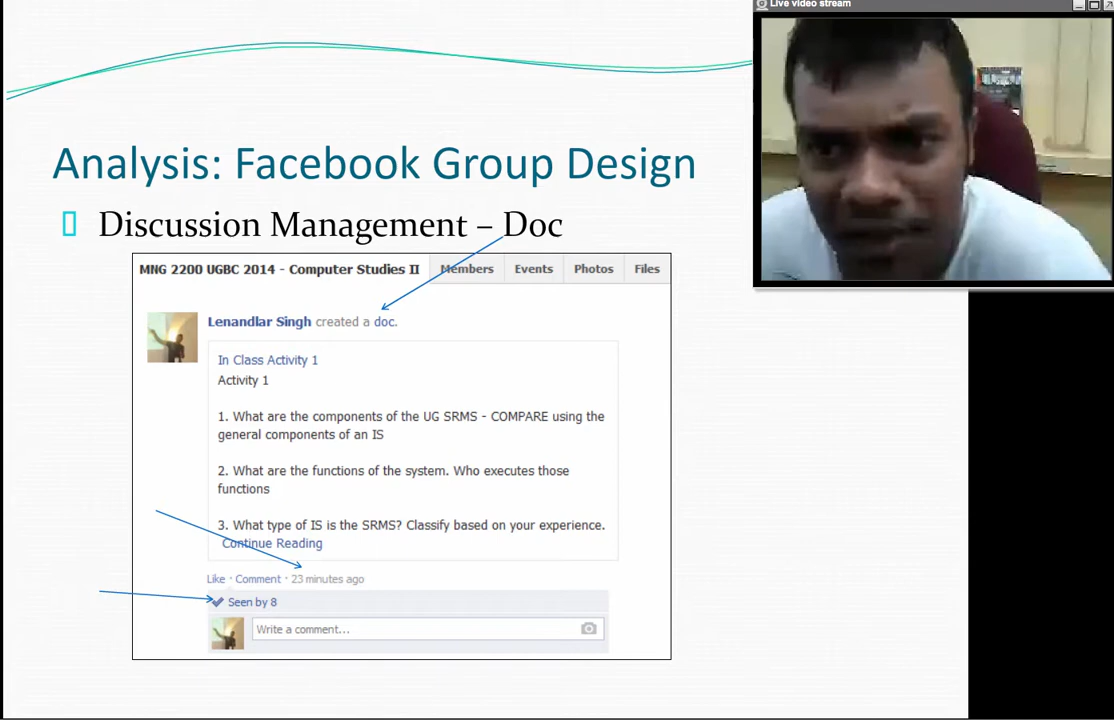 Live video stream
Analysis: Facebook Group Design
Discussion Management – Doc
MNG 2200 UGBC 2014 - Computer Studies II Members Events Photos Files
Lenandlar Singh created a doc.
In Class Activity 1
Activity 1
1. What are the components of the UG SRMS - COMPARE using the
general components of an IS
2. What are the functions of the system. Who executes those
functions
3. What type of IS is the SRMS? Classify based on your experience.
Continue Reading
Like · Comment · 23 minutes ago
Seen by 8
Write a comment...